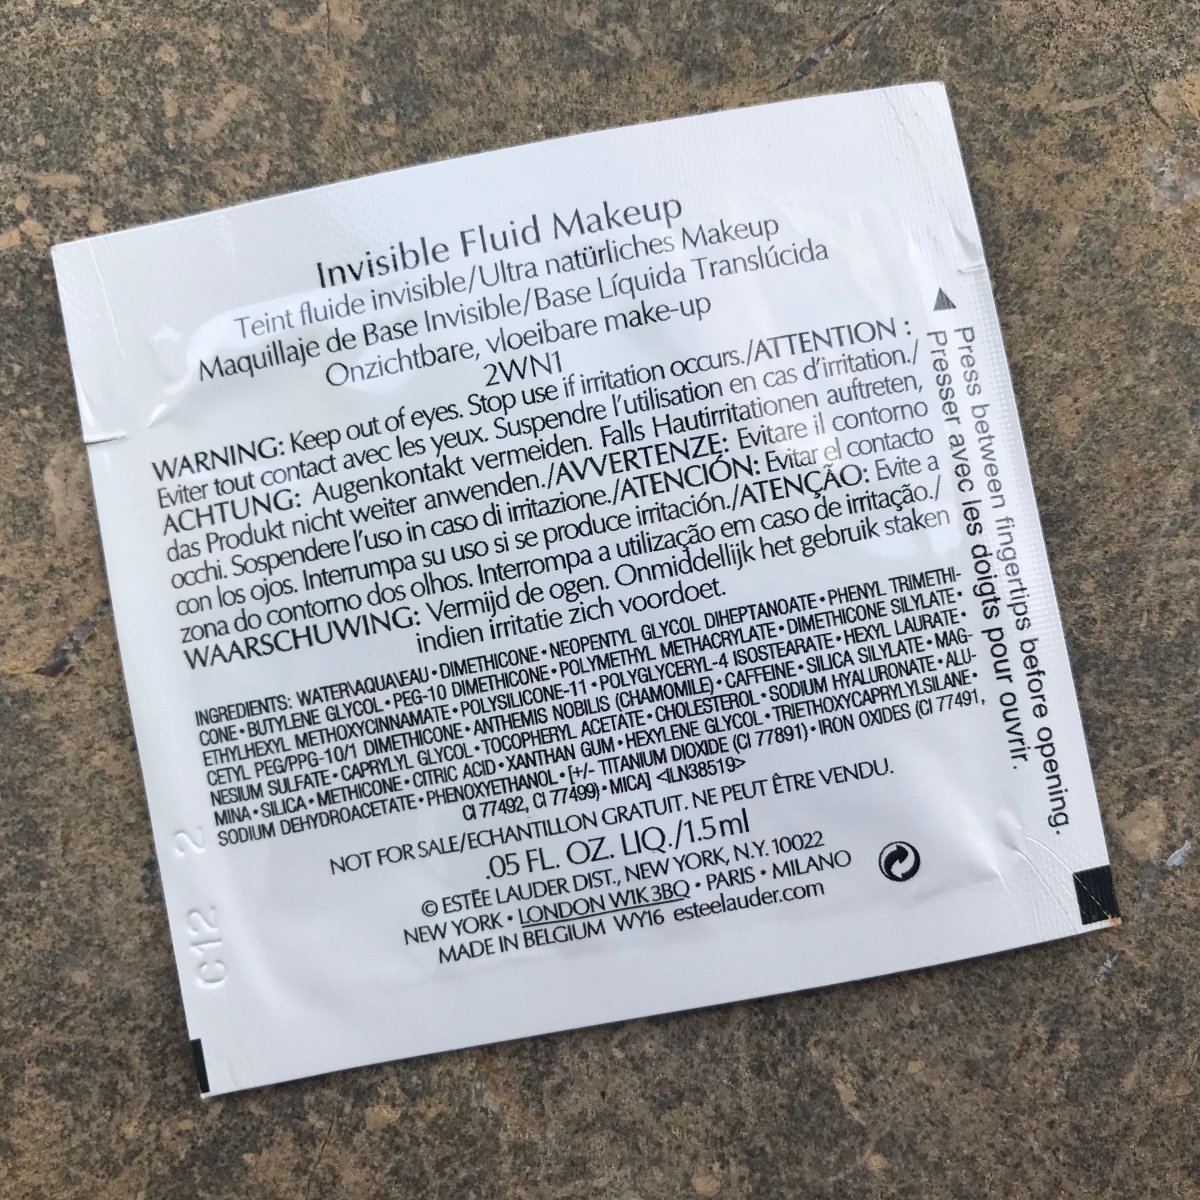 Invisible Fluid Makeup
Teint fluide invisible/Ultra natürliches Makeup
Maquillaje de Base Invisible/Base Líquida Translúcida
Onzichtbare, vloeibare make-up
2WN1
WARNING: Keep out of eyes. Stop use if irritation occurs./ATTENTION :
Eviter tout contact avec les yeux. Suspendre l'utilisation en cas d'irritation./
ACHTUNG: Augenkontakt vermeiden. Falls Hautirritationen auftreten,
das Produkt nicht weiter anwenden./AVVERTENZE: Evitare il contorno
occhi. Sospendere l'uso in caso di irritazione./ATENCIÓN: Evitar el contacto
con los ojos. Interrumpa su uso si se produce irritación./ATENÇÃO: Evite a
zona do contorno dos olhos. Interrompa a utilização em caso de irritação./
WAARSCHUWING: Vermijd de ogen. Onmiddellijk het gebruik staken
indien irritatie zich voordoet.
INGREDIENTS: WATER\AQUA\EAU • DIMETHICONE • NEOPENTYL GLYCOL DIHEPTANOATE • PHENYL TRIMETHI-
CONE • BUTYLENE GLYCOL • PEG-10 DIMETHICONE • POLYMETHYL METHACRYLATE • DIMETHICONE SILYLATE •
ETHYLHEXYL METHOXYCINNAMATE • POLYSILICONE-11 • POLYGLYCERYL-4 ISOSTEARATE • HEXYL LAURATE •
CETYL PEG/PPG-10/1 DIMETHICONE • ANTHEMIS NOBILIS (CHAMOMILE) • CAFFEINE • SILICA SILYLATE • MAG-
NESIUM SULFATE • CAPRYLYL GLYCOL • TOCOPHERYL ACETATE • CHOLESTEROL • SODIUM HYALURONATE • ALU-
MINA • SILICA • METHICONE • CITRIC ACID • XANTHAN GUM • HEXYLENE GLYCOL • TRIETHOXYCAPRYLYLSILANE •
SODIUM DEHYDROACETATE • PHENOXYETHANOL • [+/- TITANIUM DIOXIDE (CI 77891) • IRON OXIDES (CI 77491,
CI 77492, CI 77499) • MICA] <ILN38519>
NOT FOR SALE/ECHANTILLON GRATUIT. NE PEUT ÊTRE VENDU.
.05 FL. OZ. LIQ./1.5ml
© ESTĒE LAUDER DIST., NEW YORK, N.Y. 10022
NEW YORK • LONDON W1K 3BQ • PARIS • MILANO
MADE IN BELGIUM WY16 esteelauder.com
Press between fingertips before opening.
Presser avec les doigts pour ouvrir.
C12 2